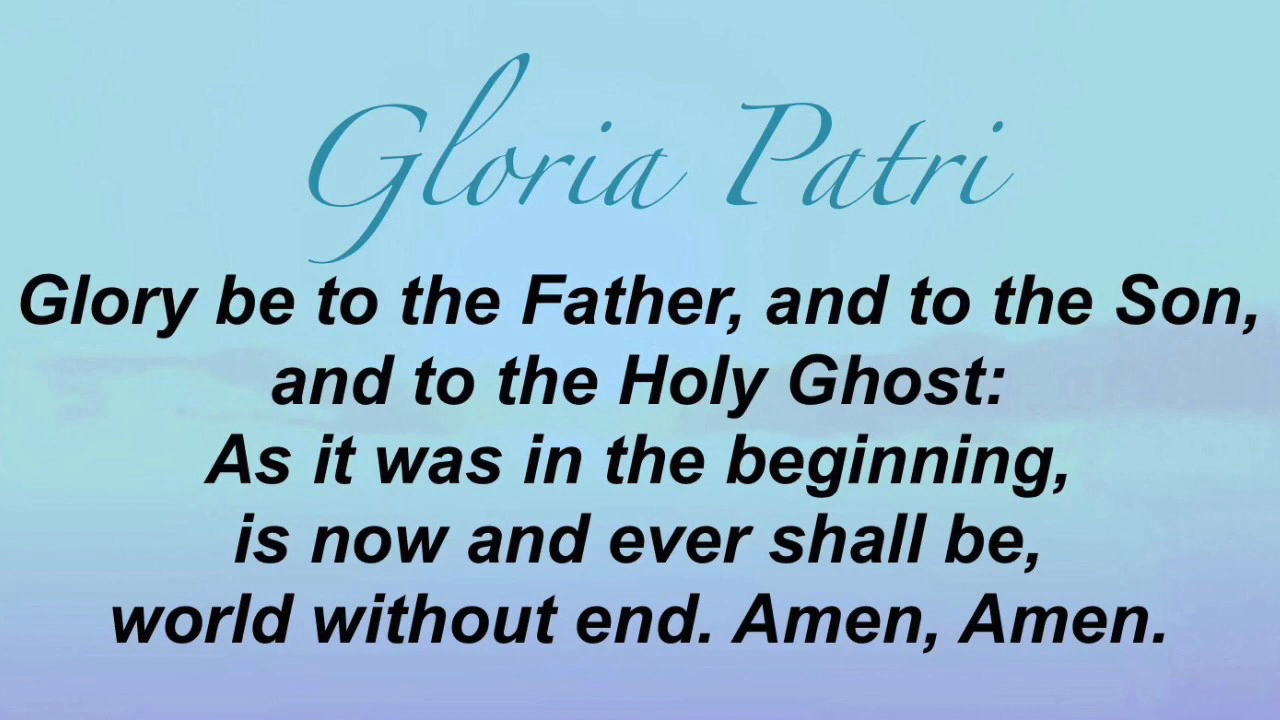 Gloria Patri
Glory be to the Father, and to the Son,
and to the Holy Ghost:
As it was in the beginning,
is now and ever shall be,
world without end. Amen, Amen.